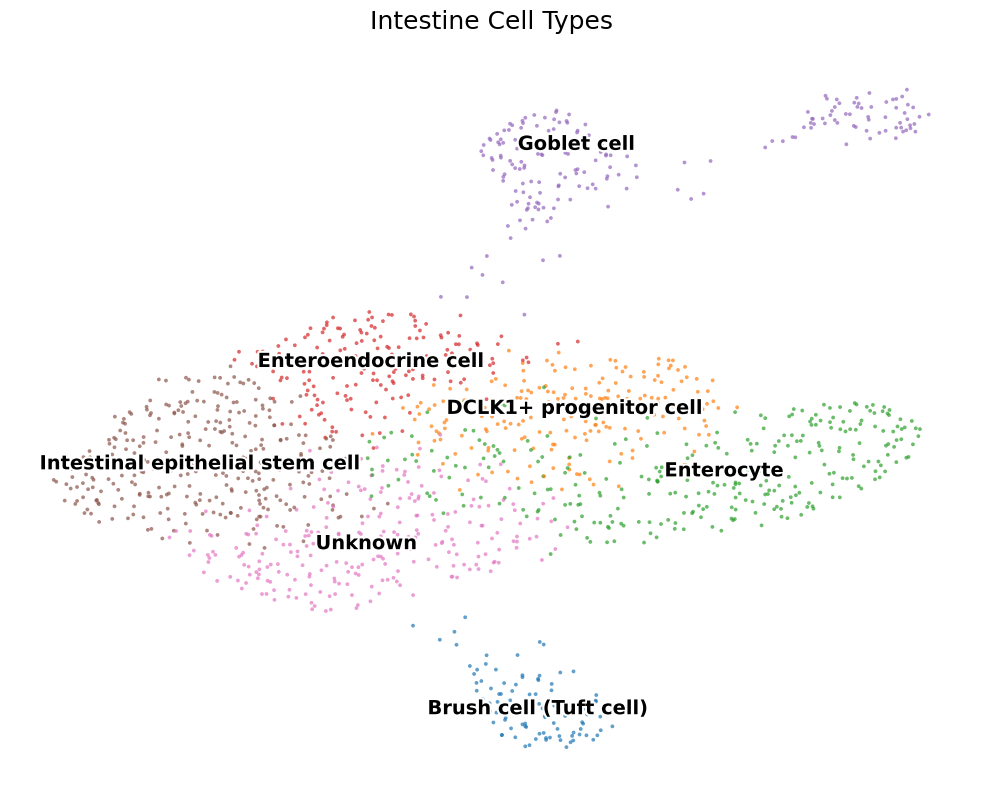 Intestine Cell Types
Goblet cell
Enteroendocrine cell
DCLK1+ progenitor cell
Intestinal epithelial stem cell
Enterocyte
Unknown
Brush cell (Tuft cell)